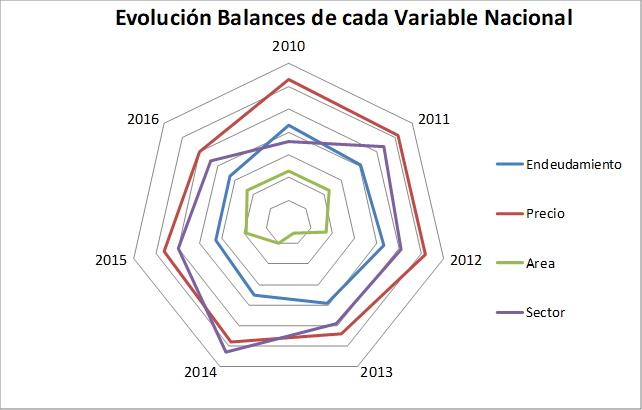 Evolución Balances de cada Variable Nacional
2010
2016
2011
2015
2012
2014
2013
Endeudamiento
Precio
Area
Sector